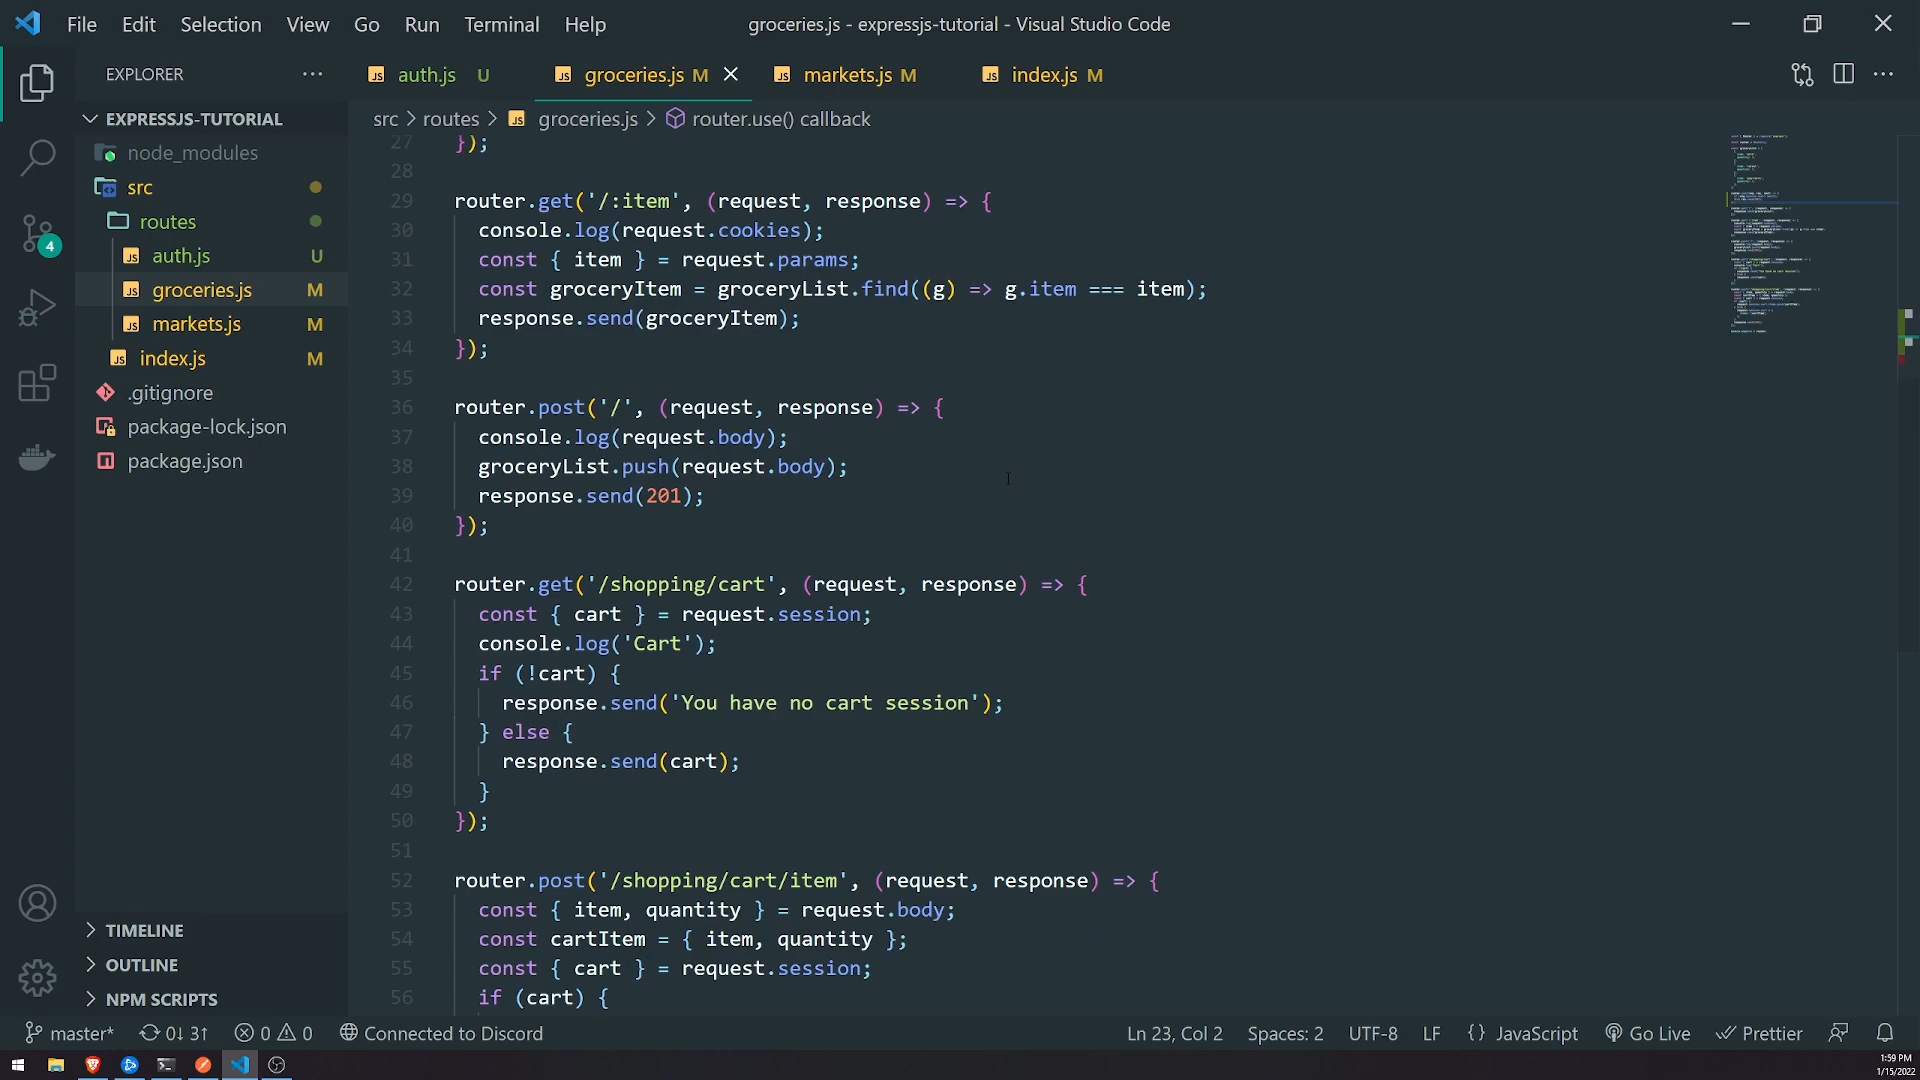 File Edit Selection View Go Run Terminal Help groceries.js - expressjs-tutorial - Visual Studio Code
EXPLORER ···
JS auth.js U JS groceries.js M JS markets.js M JS index.js M
EXPRESSJS-TUTORIAL
src > routes > JS groceries.js > router.use() callback
node_modules
src
routes
JS auth.js U
JS groceries.js M
JS markets.js M
JS index.js M
.gitignore
package-lock.json
package.json
4
TIMELINE
OUTLINE
NPM SCRIPTS
27 });
28
29 router.get('/:item', (request, response) => {
30 console.log(request.cookies);
31 const { item } = request.params;
32 const groceryItem = groceryList.find((g) => g.item === item);
33 response.send(groceryItem);
34 });
35
36 router.post('/', (request, response) => {
37 console.log(request.body);
38 groceryList.push(request.body);
39 response.send(201);
40 });
41
42 router.get('/shopping/cart', (request, response) => {
43 const { cart } = request.session;
44 console.log('Cart');
45 if (!cart) {
46 response.send('You have no cart session');
47 } else {
48 response.send(cart);
49 }
50 });
51
52 router.post('/shopping/cart/item', (request, response) => {
53 const { item, quantity } = request.body;
54 const cartItem = { item, quantity };
55 const { cart } = request.session;
56 if (cart) {
master* 0↓ 3↑ 0 0 Connected to Discord Ln 23, Col 2 Spaces: 2 UTF-8 LF {} JavaScript Go Live Prettier
1:59 PM
1/15/2022